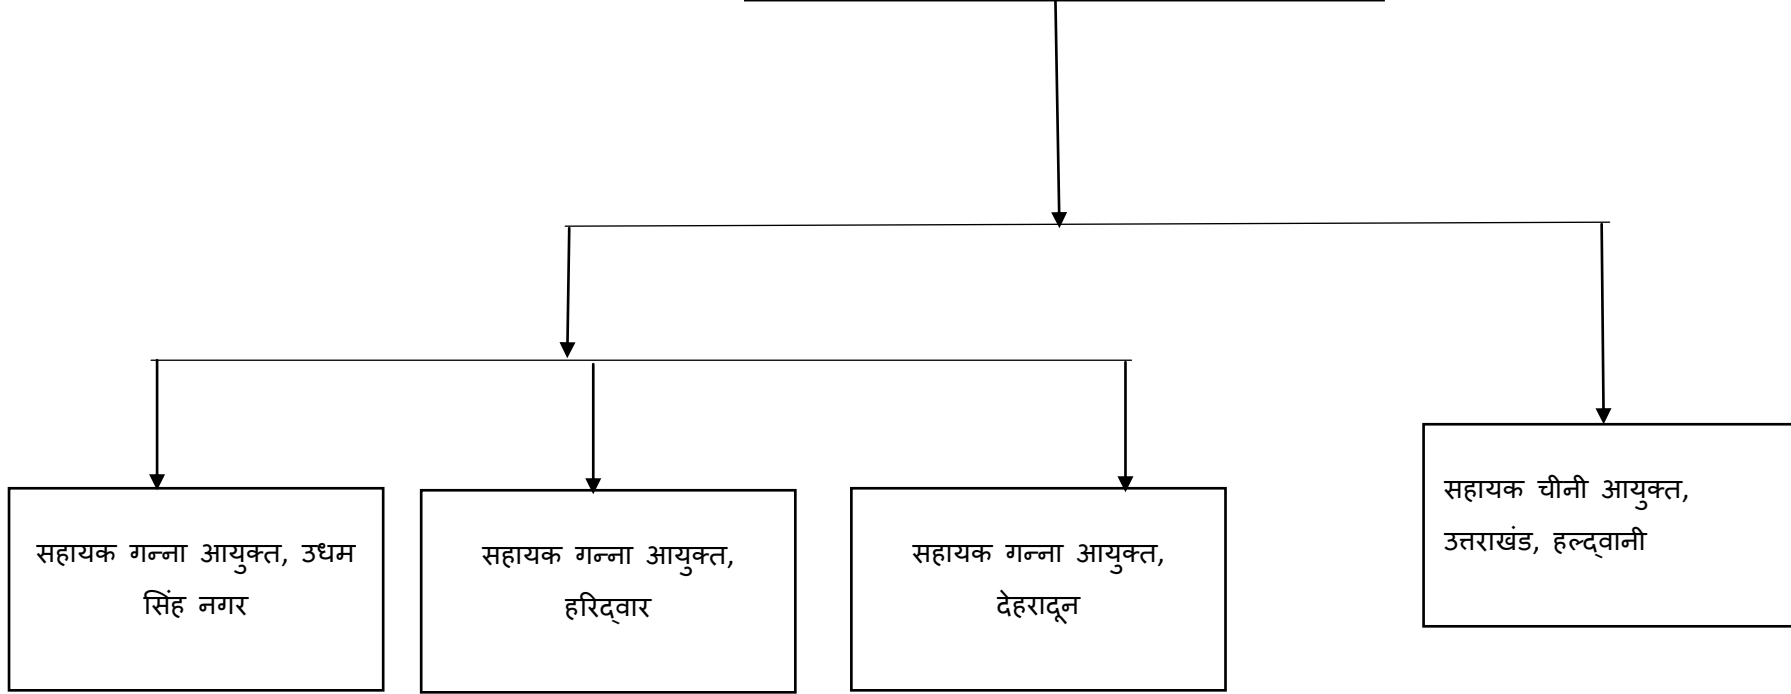 सहायक गन्ना आयुक्त, उधम
सिंह नगर
सहायक गन्ना आयुक्त,
हरिद्वार
सहायक गन्ना आयुक्त,
देहरादून
सहायक चीनी आयुक्त,
उत्तराखंड, हल्द्वानी